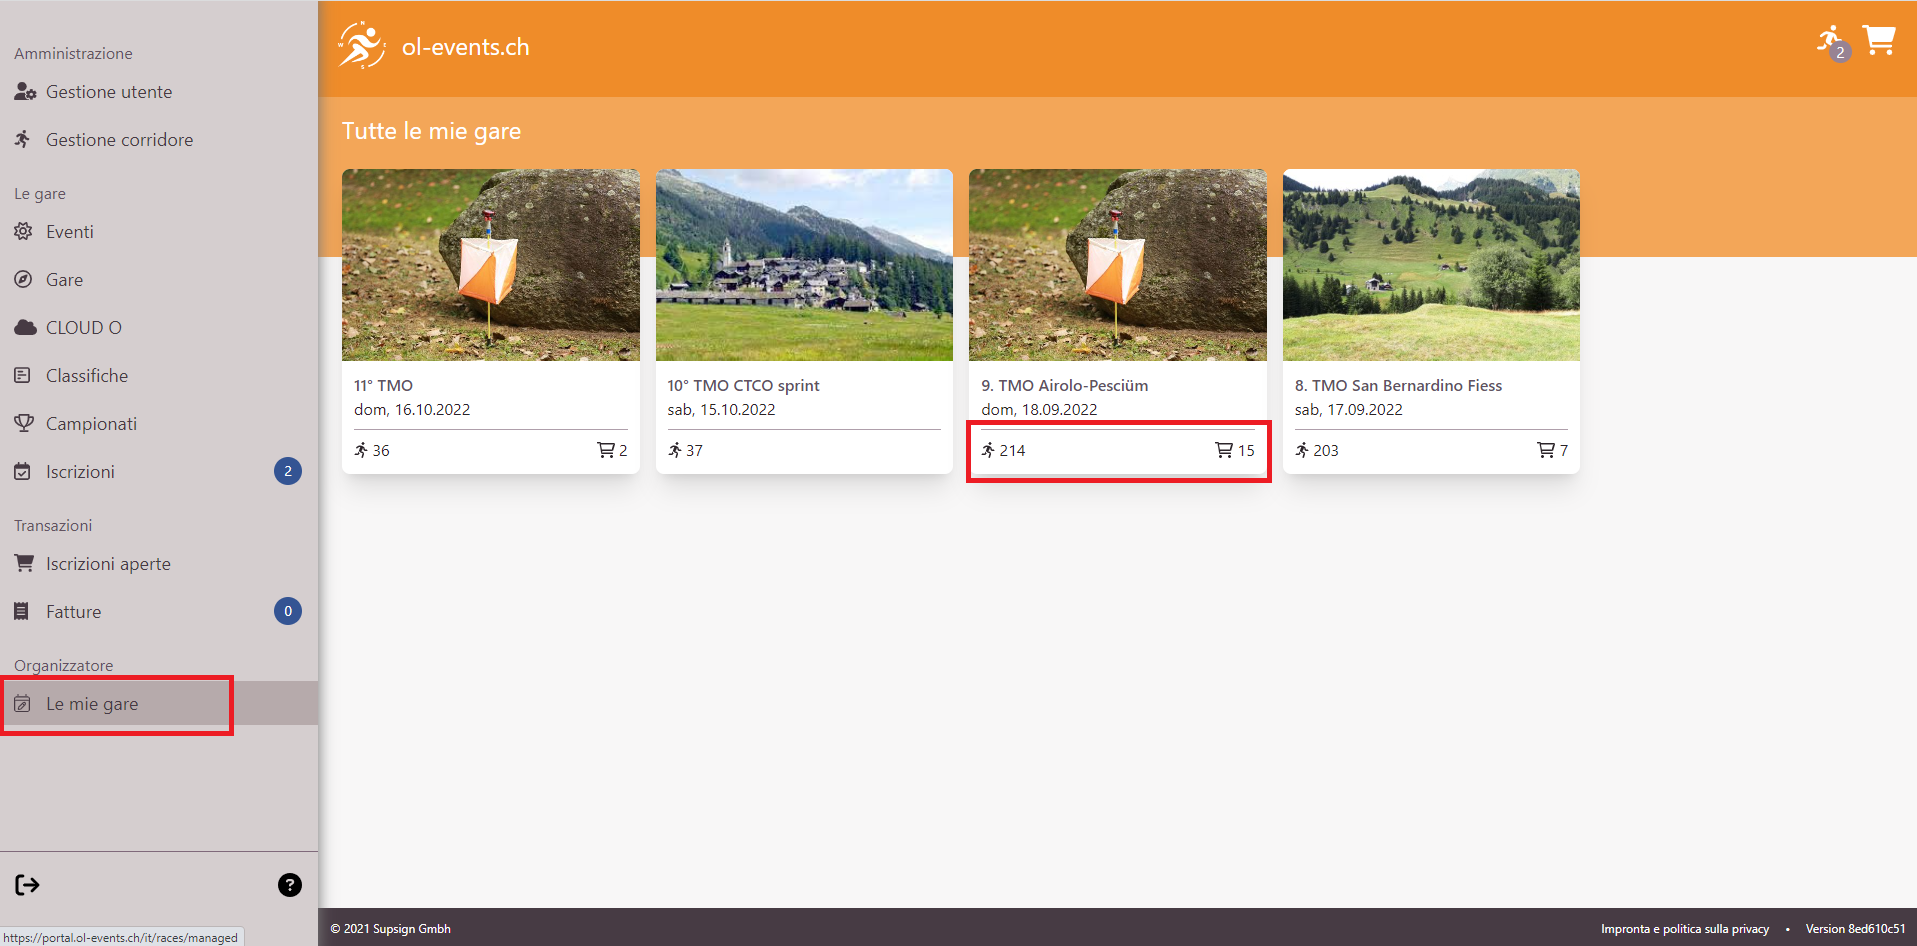 Amministrazione
Gestione utente
Gestione corridore
Le gare
Eventi
Gare
CLOUD O
Classifiche
Campionati
Iscrizioni 2
Transazioni
Iscrizioni aperte
Fatture 0
Organizzatore
Le mie gare
?
https://portal.ol-events.ch/it/races/managed
N
W E
S
ol-events.ch
2
Tutte le mie gare
11° TMO
dom, 16.10.2022
36 2
10° TMO CTCO sprint
sab, 15.10.2022
37
9. TMO Airolo-Pesciüm
dom, 18.09.2022
214 15
8. TMO San Bernardino Fiess
sab, 17.09.2022
203 7
© 2021 Supsign Gmbh
Impronta e politica sulla privacy • Version 8ed610c51